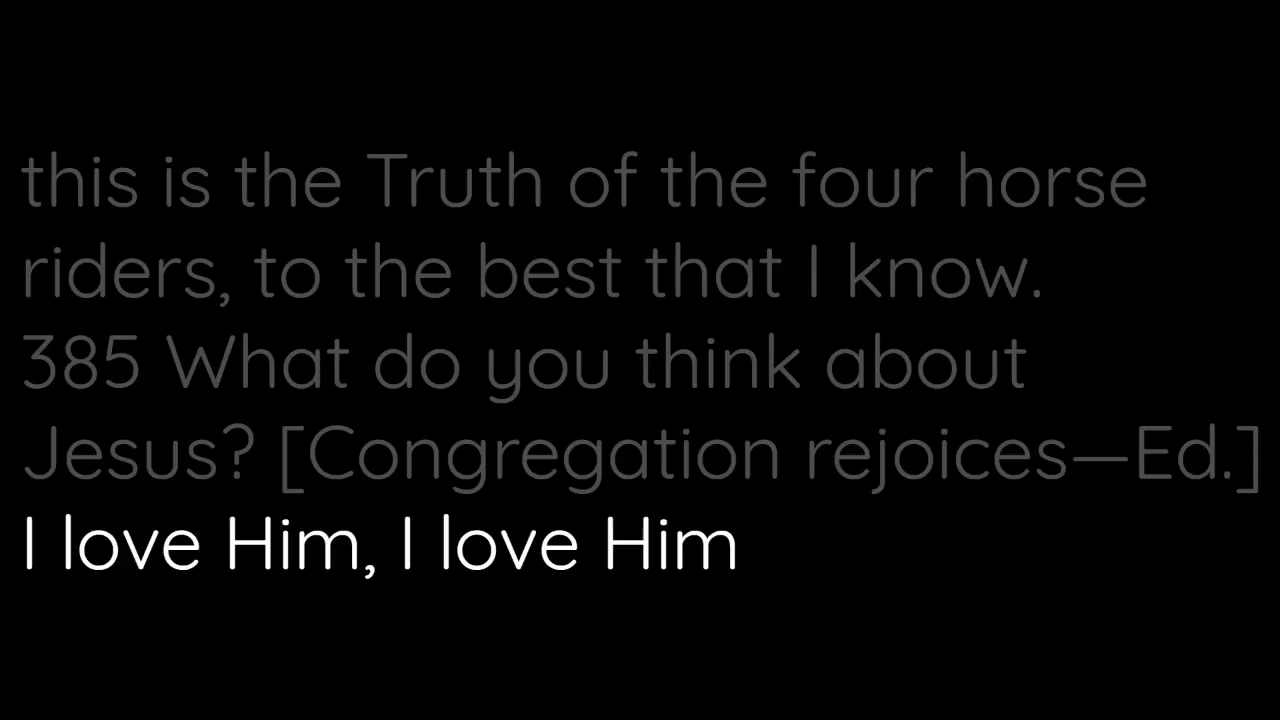 this is the Truth of the four horse
riders, to the best that I know.
385 What do you think about
Jesus? [Congregation rejoices—Ed.]
I love Him, I love Him